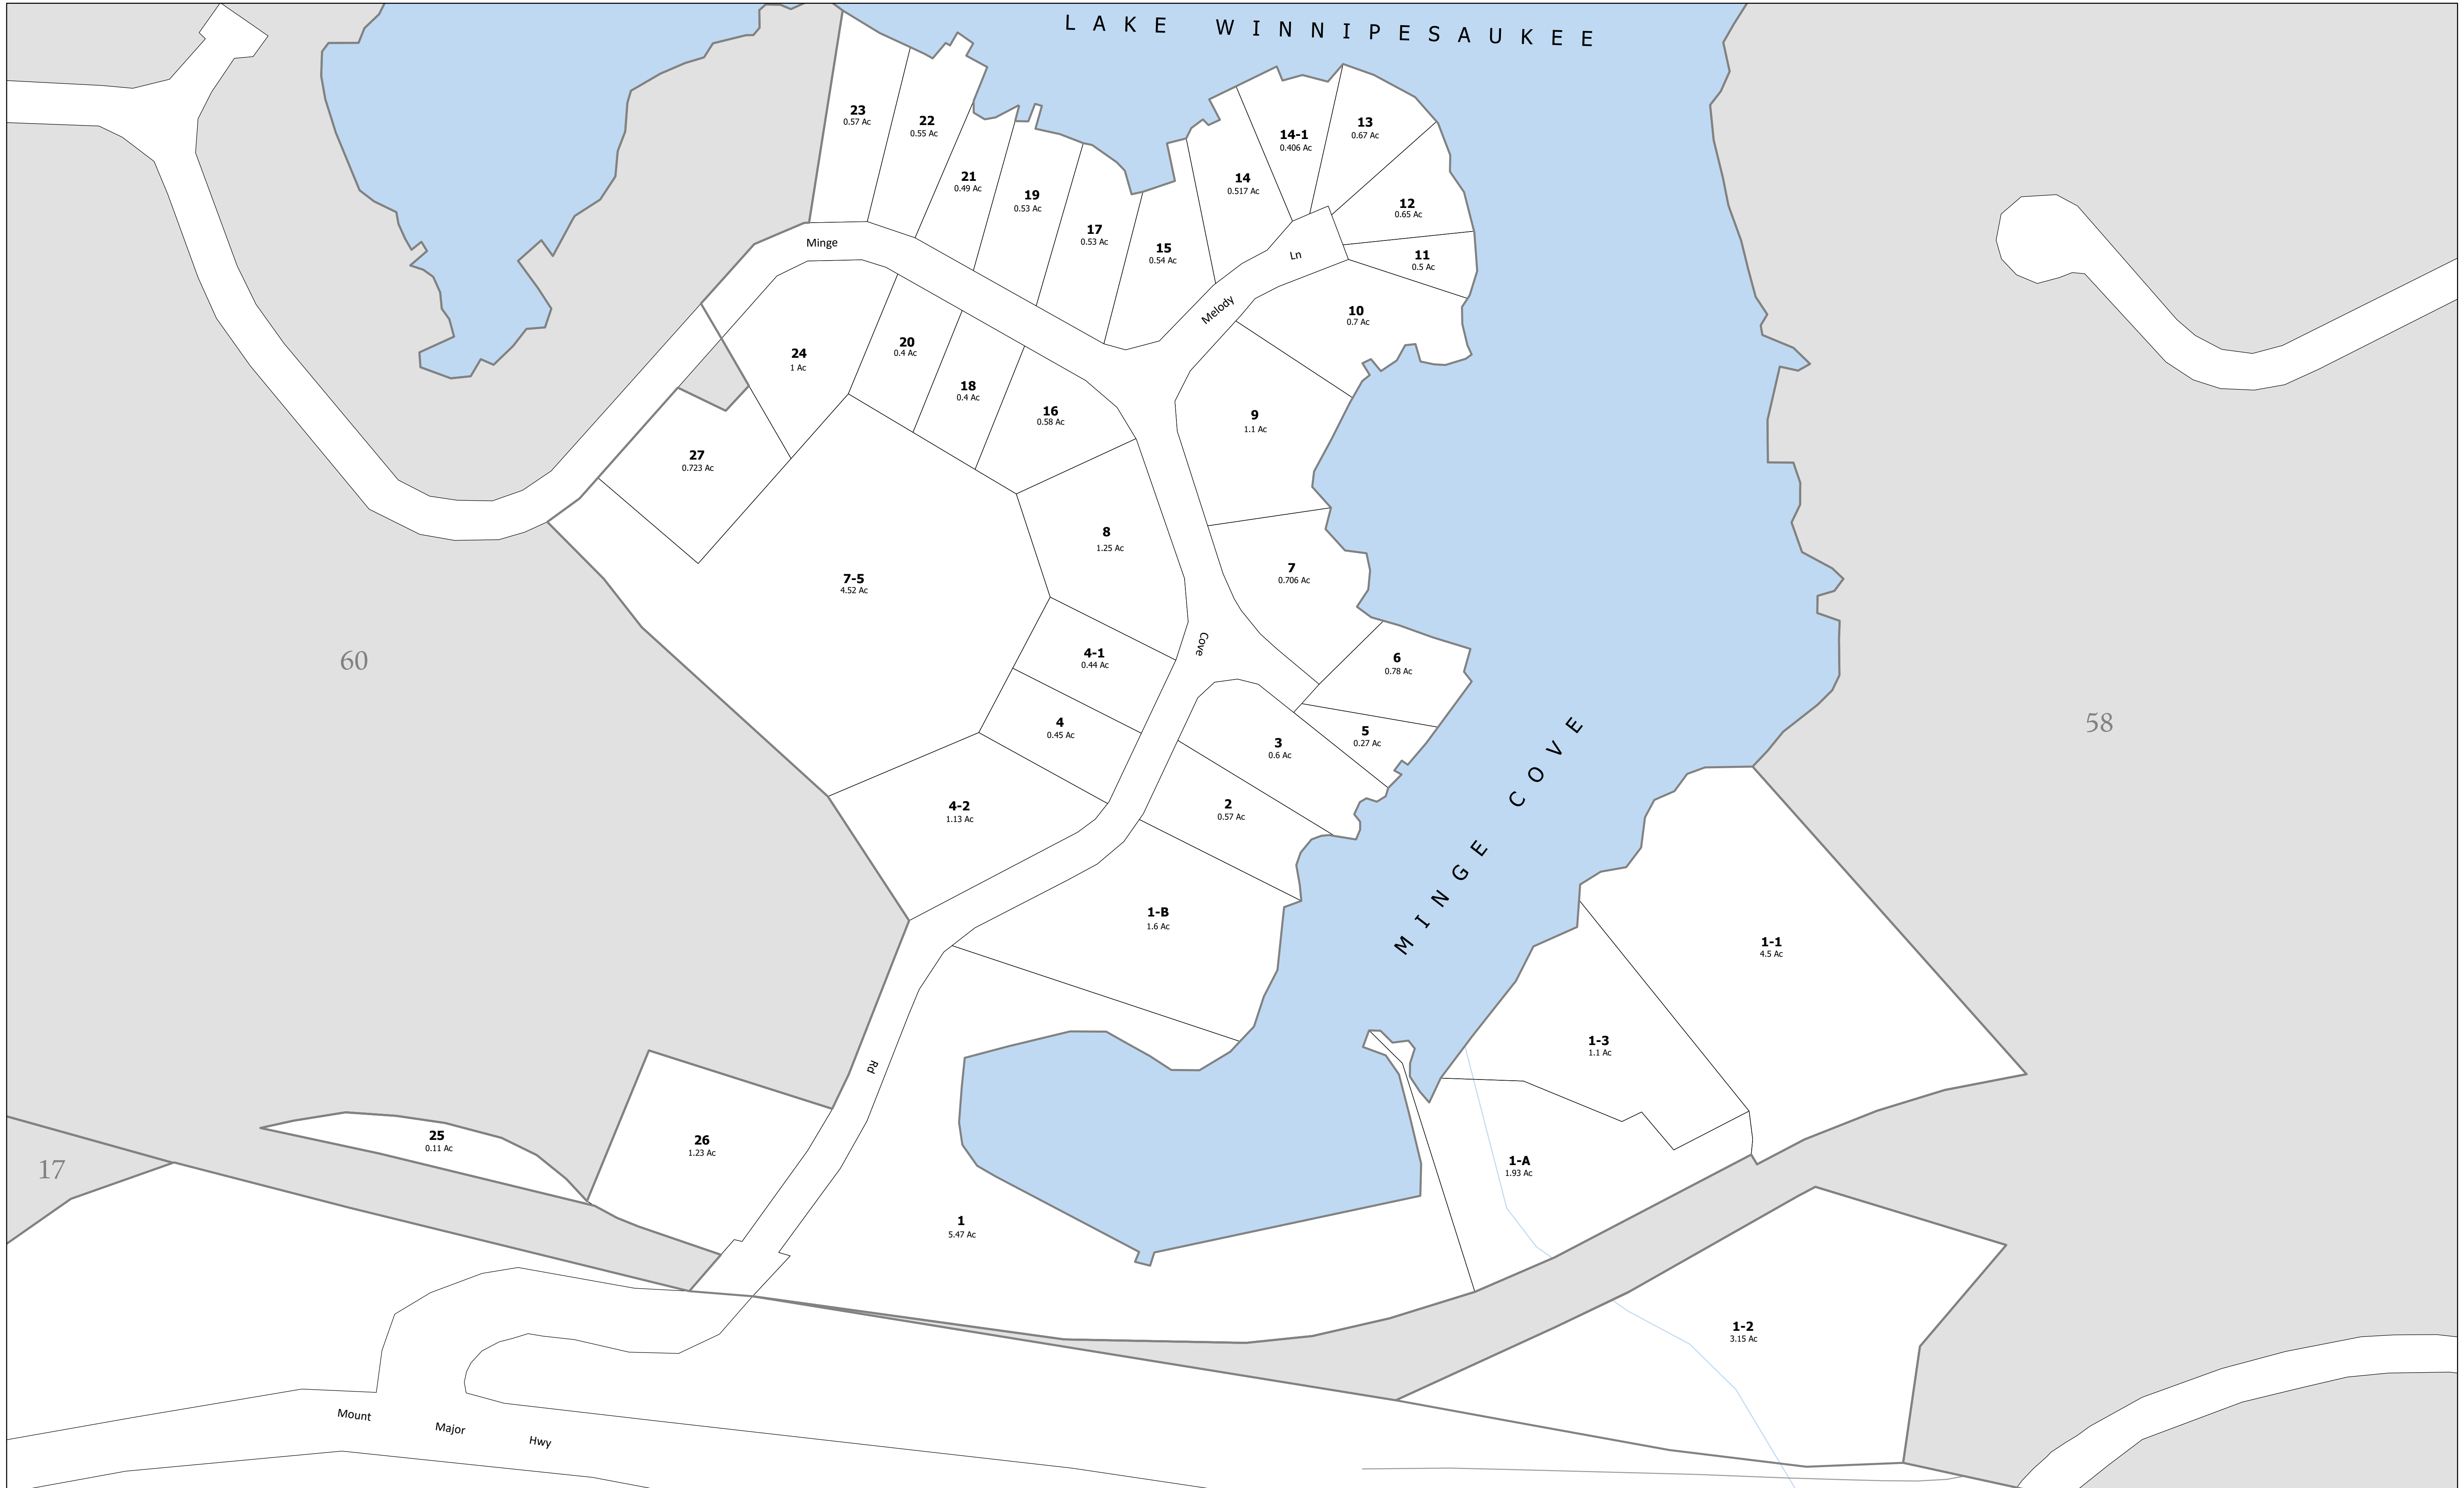 LAKE WINNIPESAUKEE
23
0.57 Ac
22
0.55 Ac
21
0.49 Ac
19
0.53 Ac
17
0.53 Ac
15
0.54 Ac
14
0.517 Ac
14-1
0.406 Ac
13
0.67 Ac
12
0.65 Ac
11
0.5 Ac
10
0.7 Ac
Minge
Ln
Melody
24
1 Ac
20
0.4 Ac
18
0.4 Ac
16
0.58 Ac
9
1.1 Ac
27
0.723 Ac
8
1.25 Ac
7
0.706 Ac
7-5
4.52 Ac
Cove
60
4-1
0.44 Ac
6
0.78 Ac
4
0.45 Ac
3
0.6 Ac
5
0.27 Ac
58
MINGE COVE
4-2
1.13 Ac
2
0.57 Ac
1-B
1.6 Ac
1-1
4.5 Ac
1-3
1.1 Ac
Rd
25
0.11 Ac
26
1.23 Ac
17
1-A
1.93 Ac
1
5.47 Ac
1-2
3.15 Ac
Mount Major Hwy